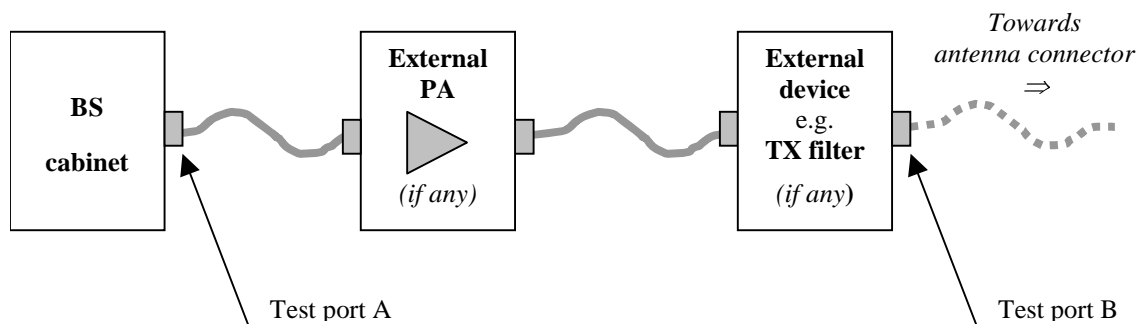 BS
cabinet
External
PA
(if any)
External
device
e.g.
TX filter
(if any)
Towards
antenna connector
⇒
Test port A
Test port B